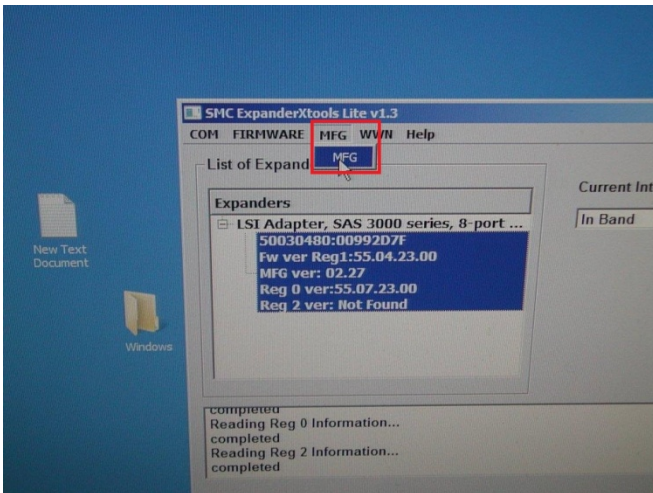 SMC ExpanderXtools Lite v1.3
COM FIRMWARE MFG WWN Help
MFG
List of Expand
Current Int
Expanders
In Band
LSI Adapter, SAS 3000 series, 8-port ...
50030480:00992D7F
Fw ver Reg1:55.04.23.00
MFG ver: 02.27
Reg 0 ver:55.07.23.00
Reg 2 ver: Not Found
New Text
Document
Windows
completed
Reading Reg 0 Information...
completed
Reading Reg 2 Information...
completed